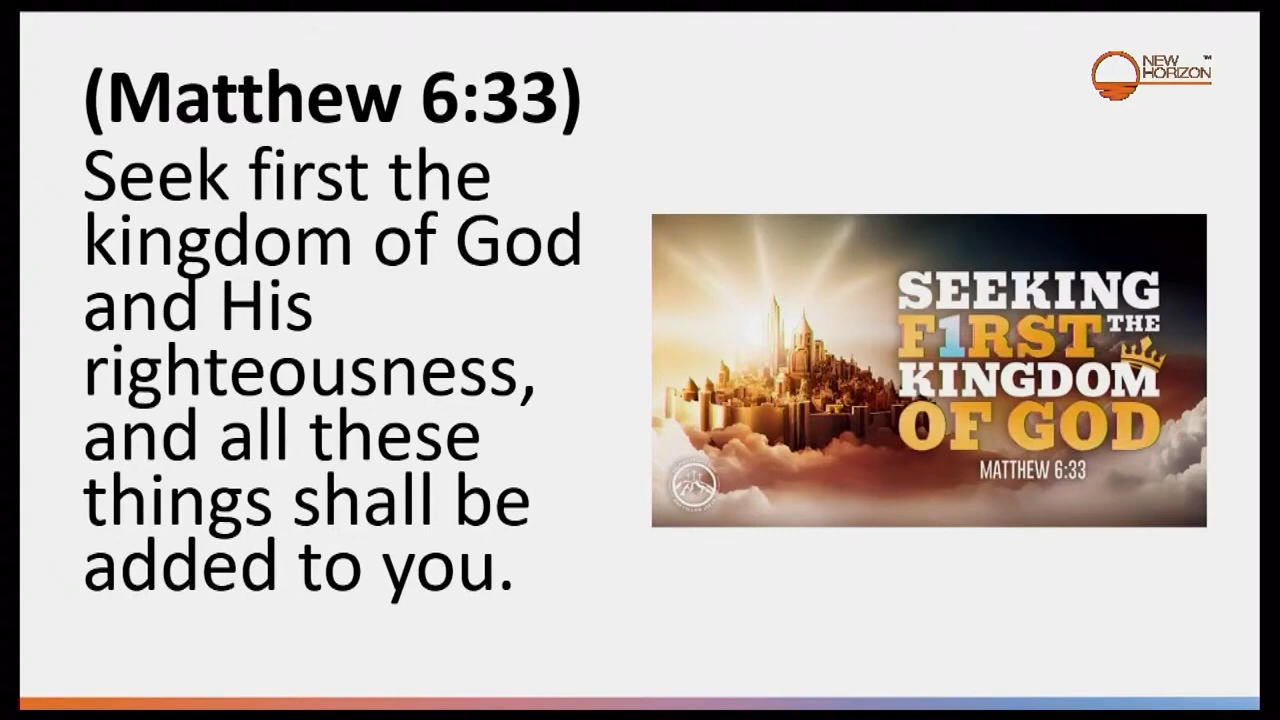 (Matthew 6:33)
Seek first the
kingdom of God
and His
righteousness,
and all these
things shall be
added to you.
NEW ™
HORIZON
SEEKING
F1RST THE
KINGDOM
OF GOD
MATTHEW 6:33